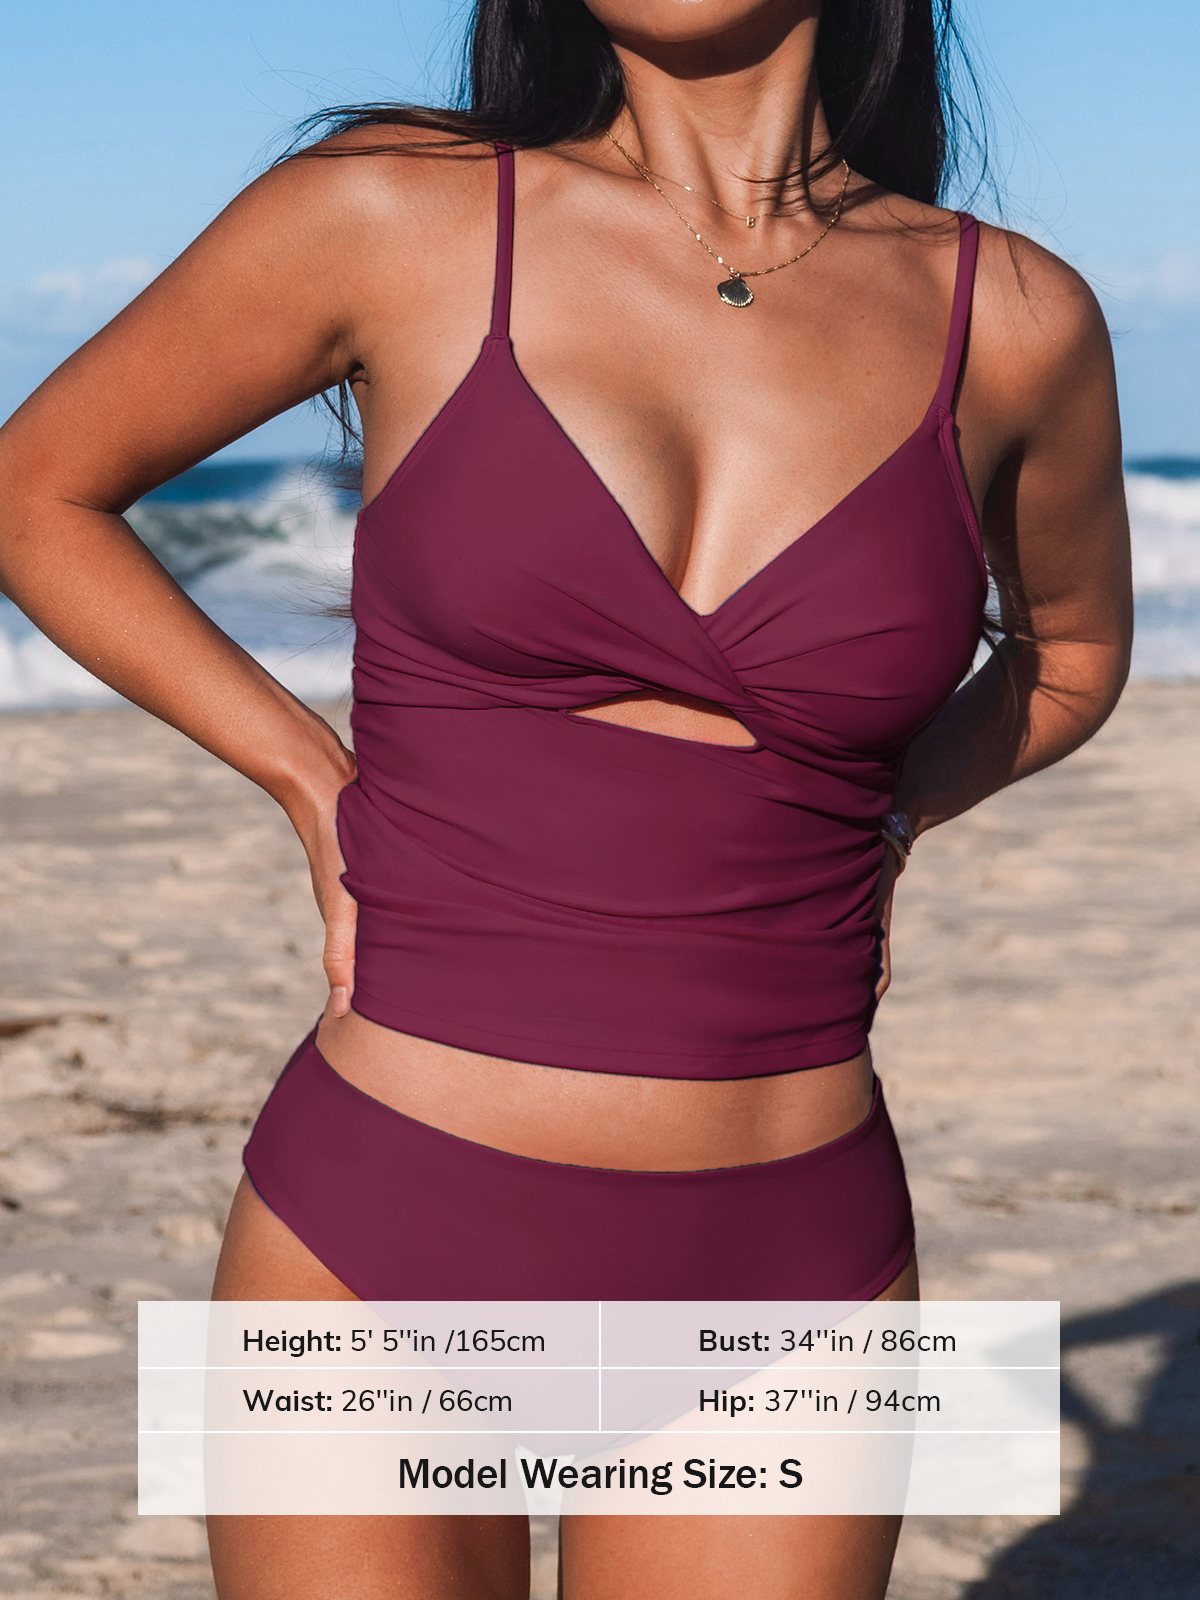 Height: 5' 5"in /165cm
Bust: 34"in / 86cm
Waist: 26"in / 66cm
Hip: 37"in / 94cm
Model Wearing Size: S
B